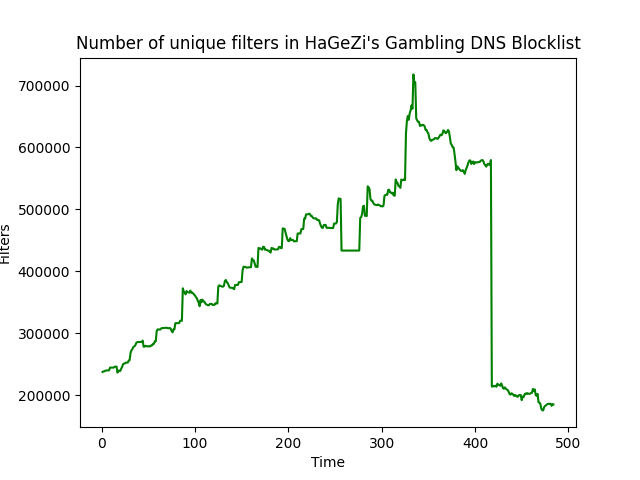 Number of unique filters in HaGeZi's Gambling DNS Blocklist
700000
600000
500000
400000
300000
200000
Filters
0 100 200 300 400 500
Time